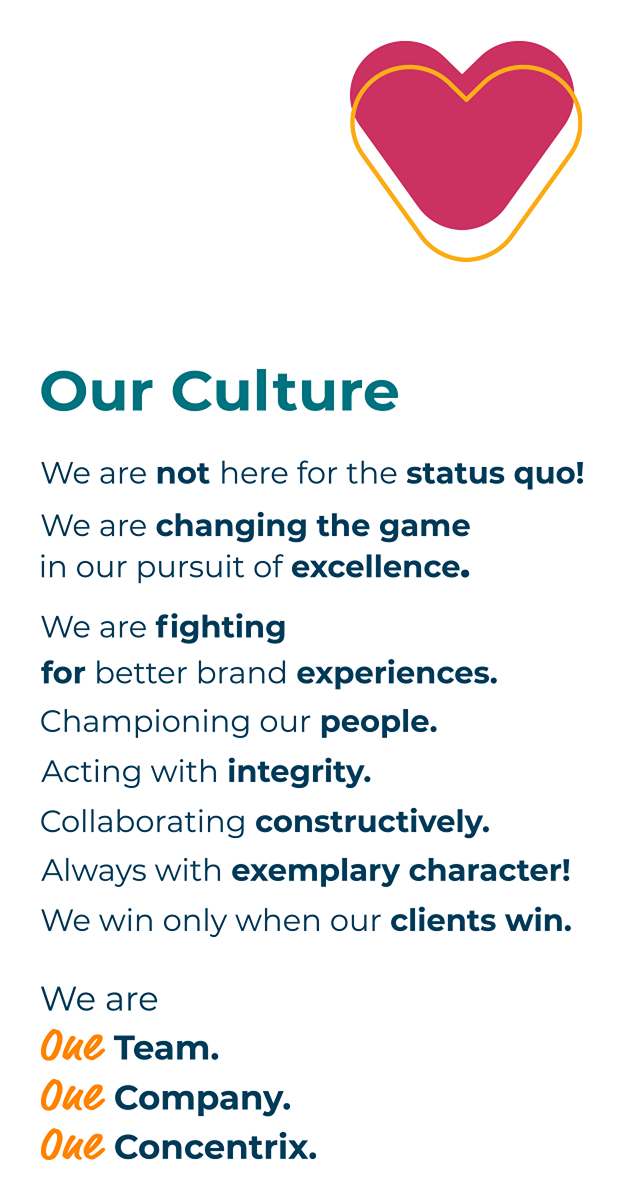 Our Culture
We are not here for the status quo!
We are changing the game
in our pursuit of excellence.
We are fighting
for better brand experiences.
Championing our people.
Acting with integrity.
Collaborating constructively.
Always with exemplary character!
We win only when our clients win.
We are
One Team.
One Company.
One Concentrix.